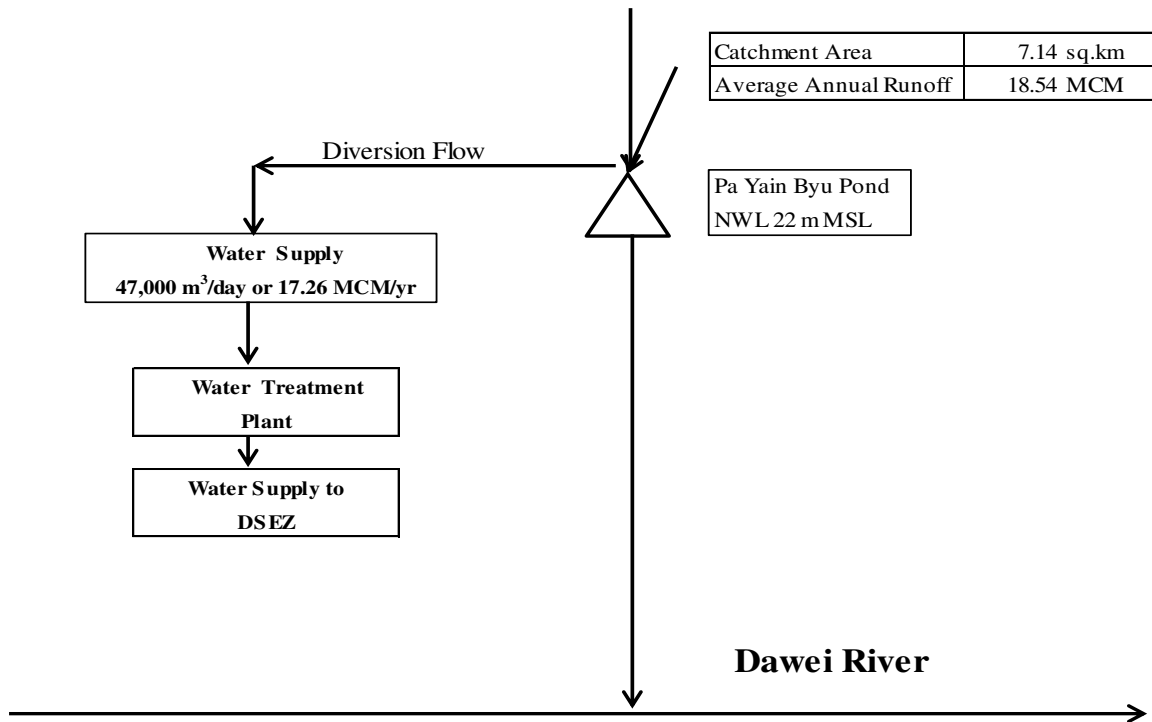 Catchment Area 7.14 sq.km
Average Annual Runoff 18.54 MCM
Diversion Flow
Pa Yain Byu Pond
NWL 22 m MSL
Water Supply
47,000 m³/day or 17.26 MCM/yr
Water Treatment
Plant
Water Supply to
DSEZ
Dawei River